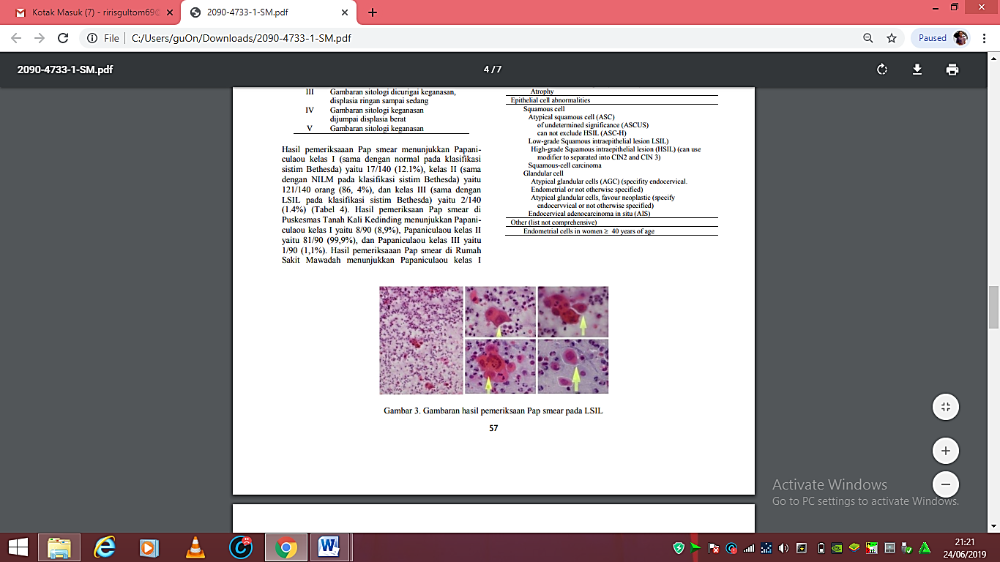 Kotak Masuk (7) - ririsgultom69@
2090-4733-1-SM.pdf
File
C:/Users/guOn/Downloads/2090-4733-1-SM.pdf
Paused
2090-4733-1-SM.pdf
4 / 7
III Gambaran sitologi dicurigai keganasan,
displasia ringan sampai sedang
IV Gambaran sitologi keganasan
dijumpai displasia berat
V Gambaran sitologi keganasan
Hasil pemeriksaaan Pap smear menunjukkan Papani-
culaou kelas I (sama dengan normal pada klasifikasi
sistim Bethesda) yaitu 17/140 (12.1%), kelas II (sama
dengan NILM pada klasifikasi sistim Bethesda) yaitu
121/140 orang (86, 4%), dan kelas III (sama dengan
LSIL pada klasifikasi sistim Bethesda) yaitu 2/140
(1.4%) (Tabel 4). Hasil pemeriksaan Pap smear di
Puskesmas Tanah Kali Kedinding menunjukkan Papani-
culaou kelas I yaitu 8/90 (8,9%), Papaniculaou kelas II
yaitu 81/90 (99,9%), dan Papaniculaou kelas III yaitu
1/90 (1,1%). Hasil pemeriksaaan Pap smear di Rumah
Sakit Mawadah menunjukkan Papaniculaou kelas I
Atrophy
Epithelial cell abnormalities
Squamous cell
Atypical squamous cell (ASC)
of undetermined significance (ASCUS)
can not exclude HSIL (ASC-H)
Low-grade Squamous intraepithelial lesion LSIL)
High-grade Squamous intraepithelial lesion (HSIL) (can use
modifier to separated into CIN2 and CIN 3)
Squamous-cell carcinoma
Glandular cell
Atypical glandular cells (AGC) (specifity endocervical.
Endometrial or not otherwise specified)
Atypical glandular cells, favour neoplastic (specify
endocervvical or not otherwise specified)
Endocervical adenocarcinoma in situ (AIS)
Other (list not comprehensive)
Endometrial cells in women ≥ 40 years of age
Gambar 3. Gambaran hasil pemeriksaan Pap smear pada LSIL
57
Activate Windows
Go to PC settings to activate Windows.
21:21
24/06/2019